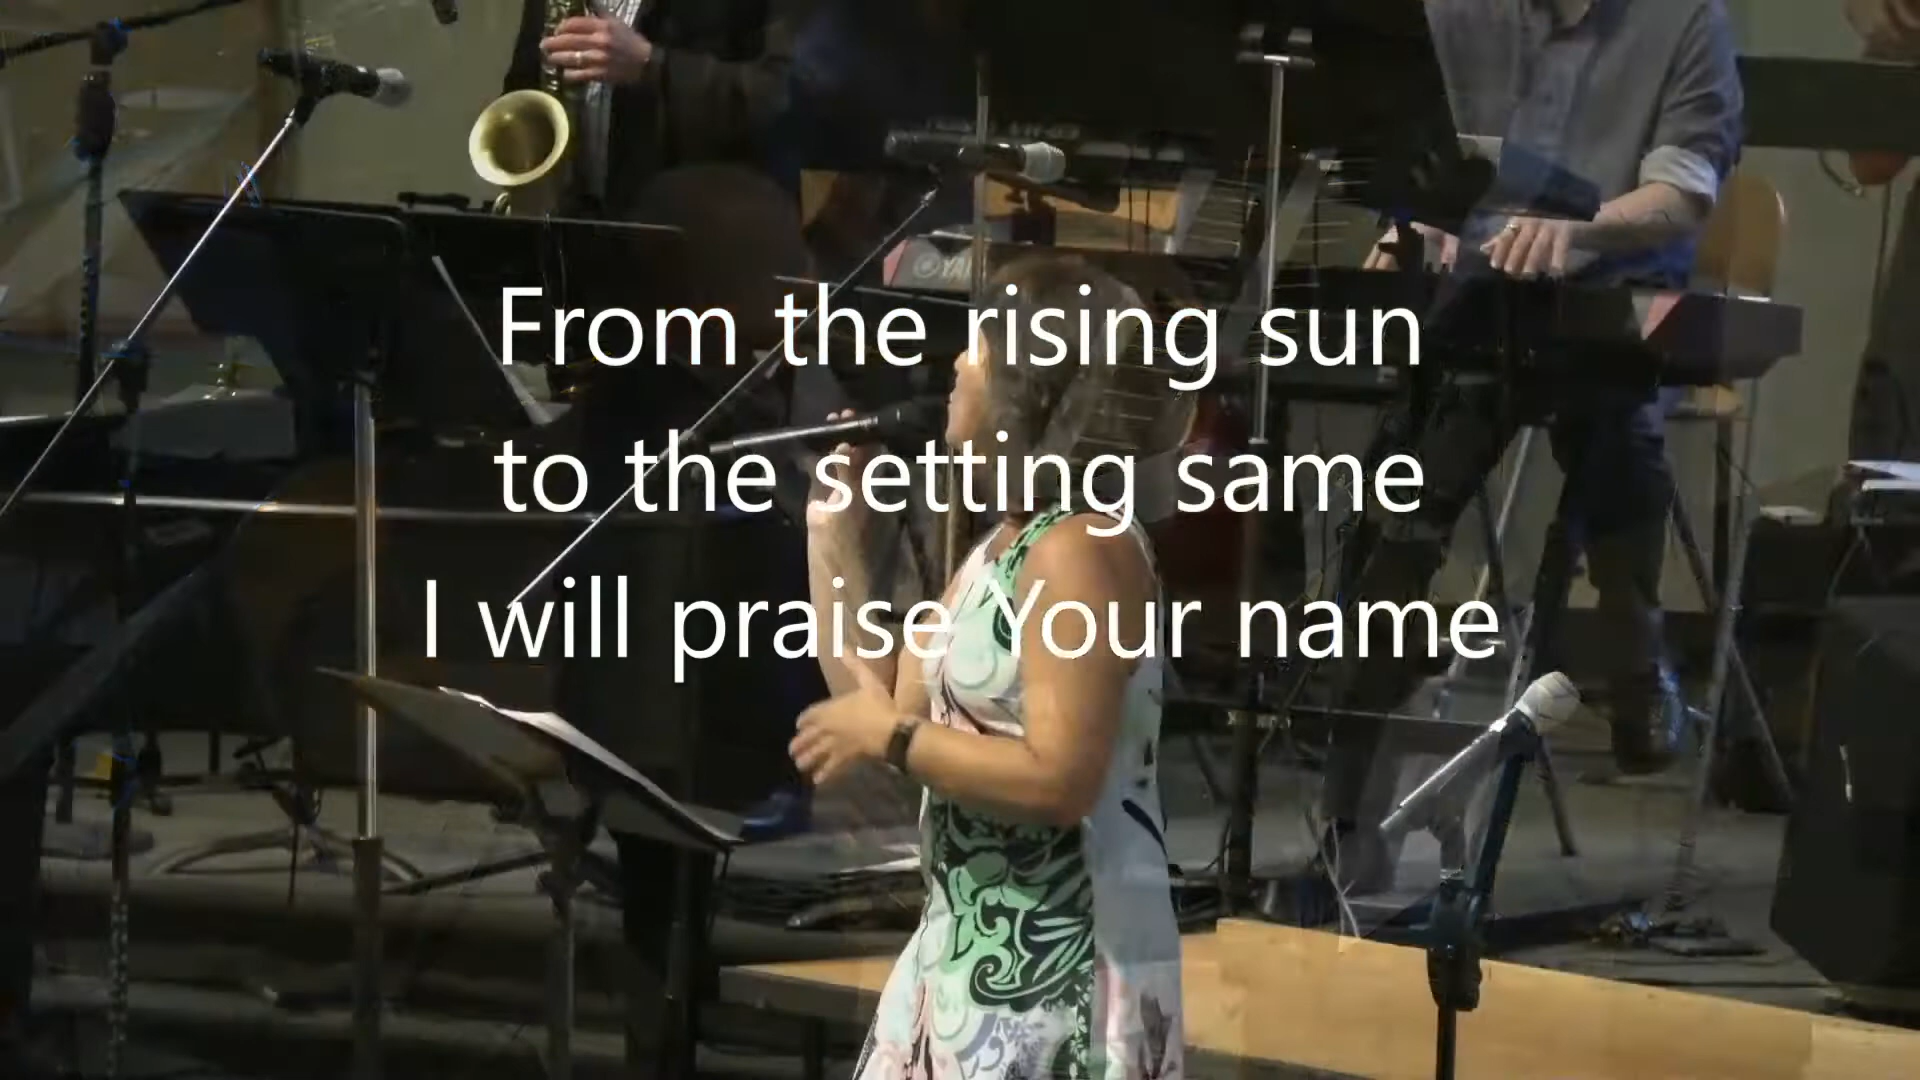 From the rising sun
to the setting same
I will praise Your name